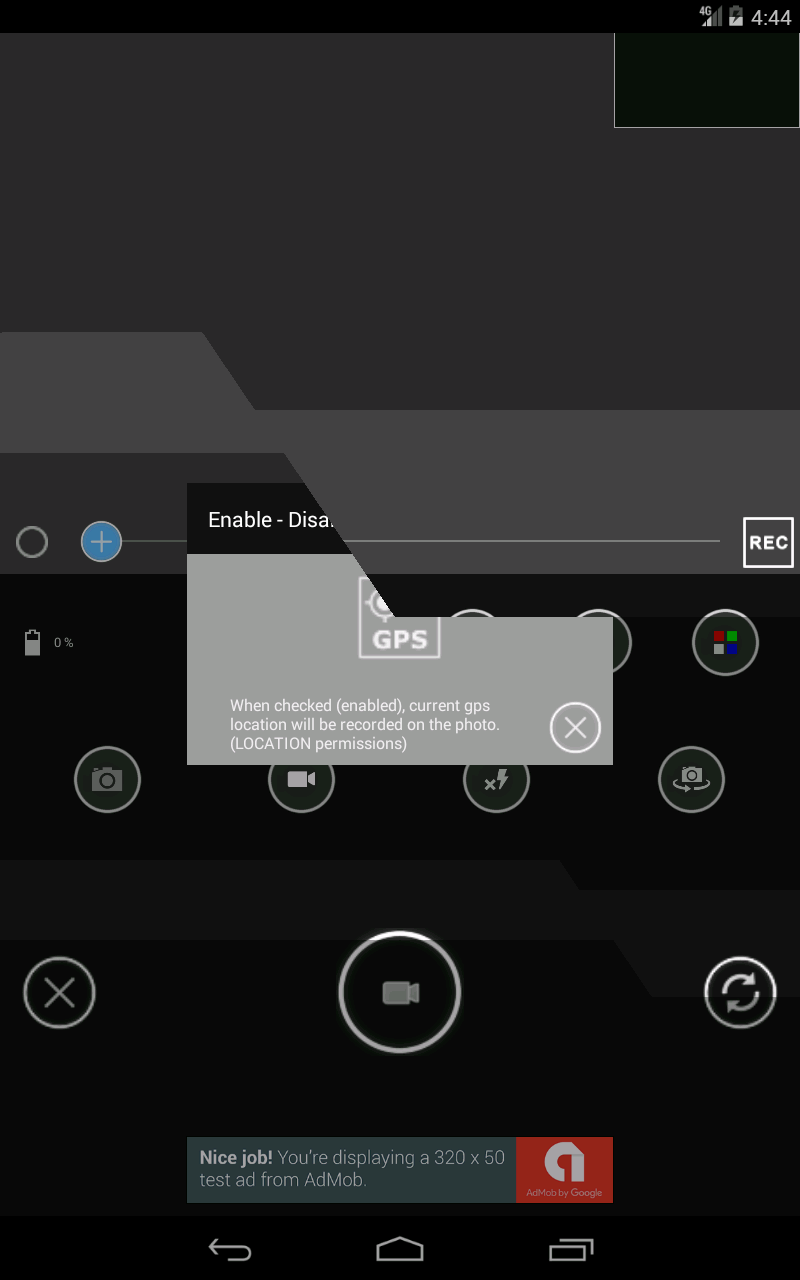 4G
4:44
Enable - Disa
REC
0 %
GPS
When checked (enabled), current gps
location will be recorded on the photo.
(LOCATION permissions)
Nice job! You're displaying a 320 x 50
test ad from AdMob.
AdMob by Google